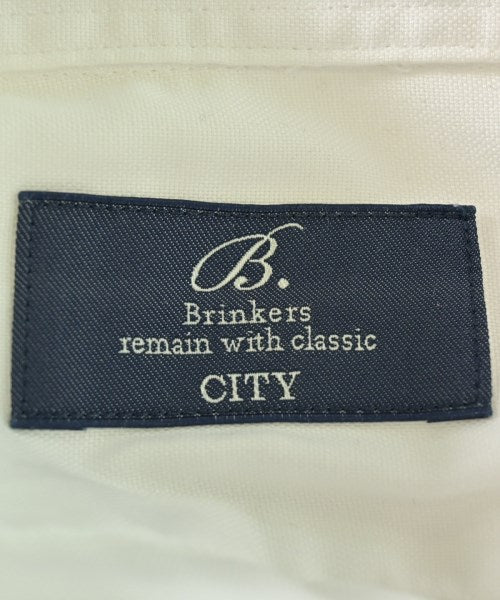 B.
Brinkers
remain with classic
CITY